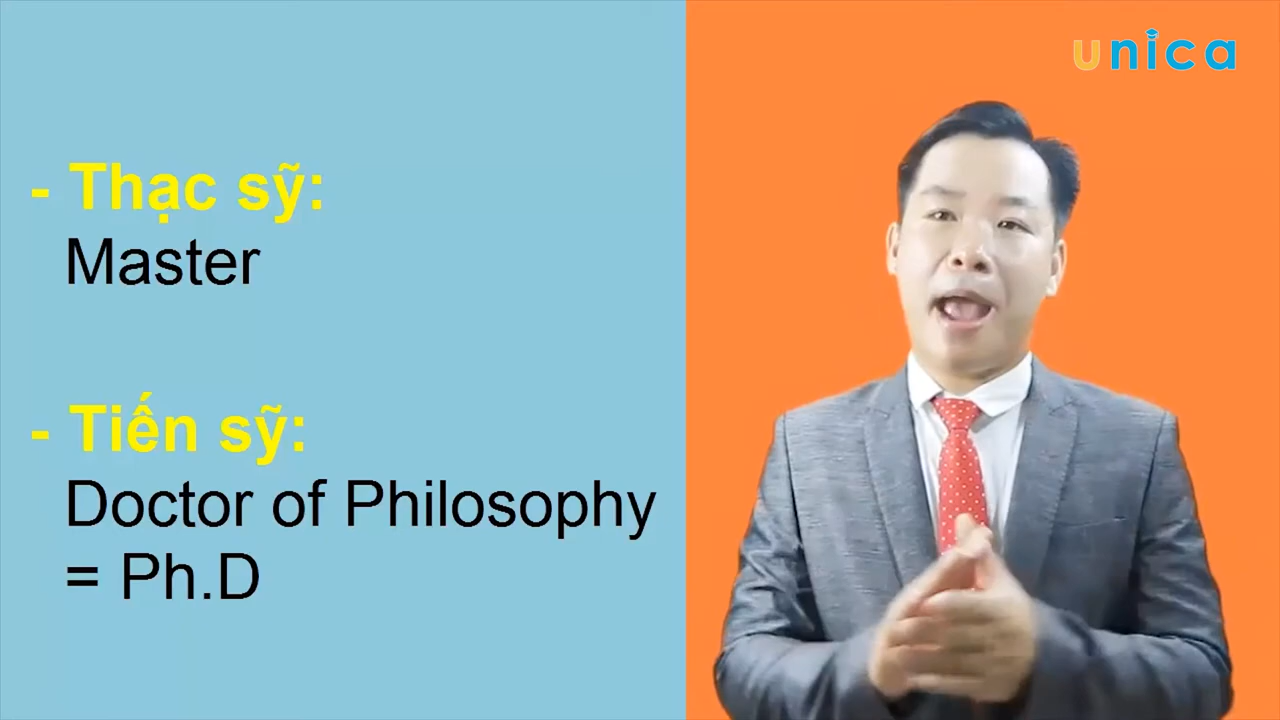 unica
- Thạc sỹ:
Master
- Tiến sỹ:
Doctor of Philosophy
= Ph.D